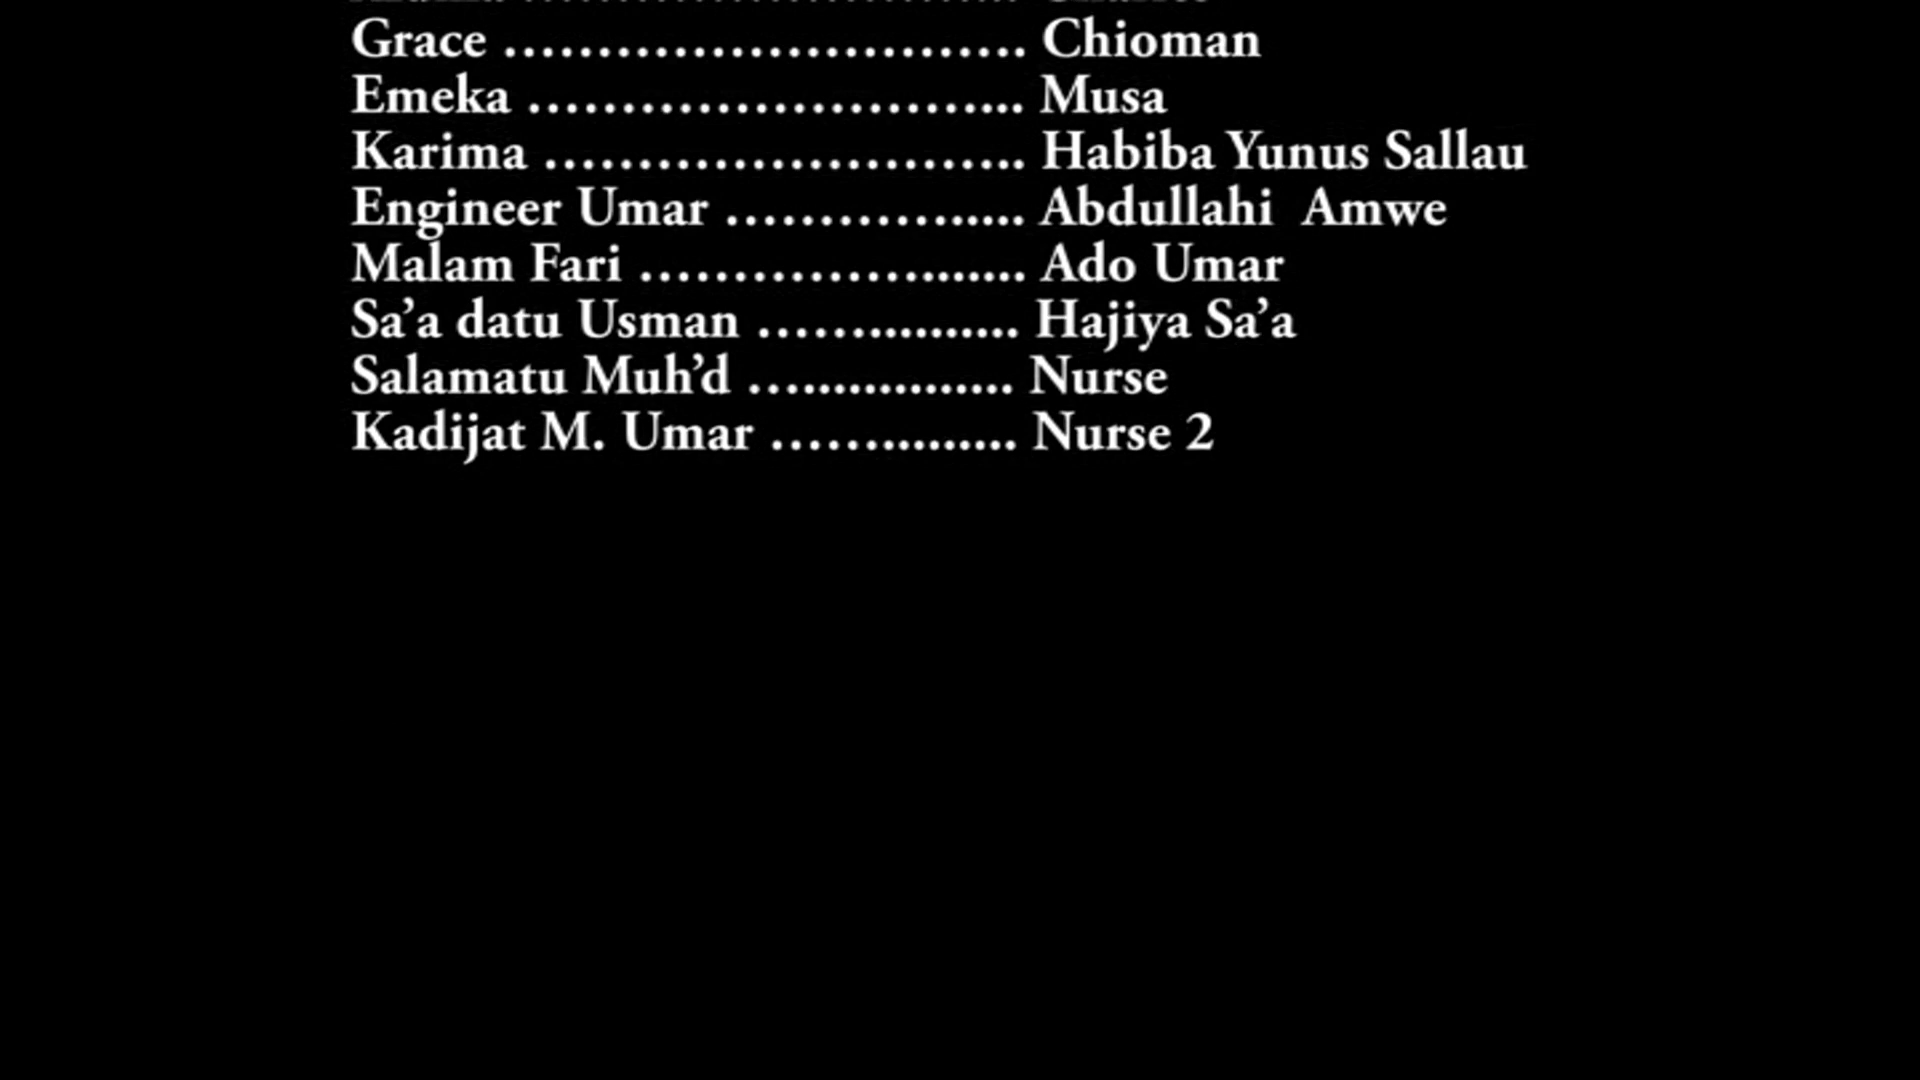 Grace ................................ Chioman
Emeka ................................ Musa
Karima ............................... Habiba Yunus Sallau
Engineer Umar ................... Abdullahi  Amwe
Malam Fari ......................... Ado Umar
Sa’a datu Usman ................ Hajiya Sa’a
Salamatu Muh’d ................. Nurse
Kadijat M. Umar ................ Nurse 2